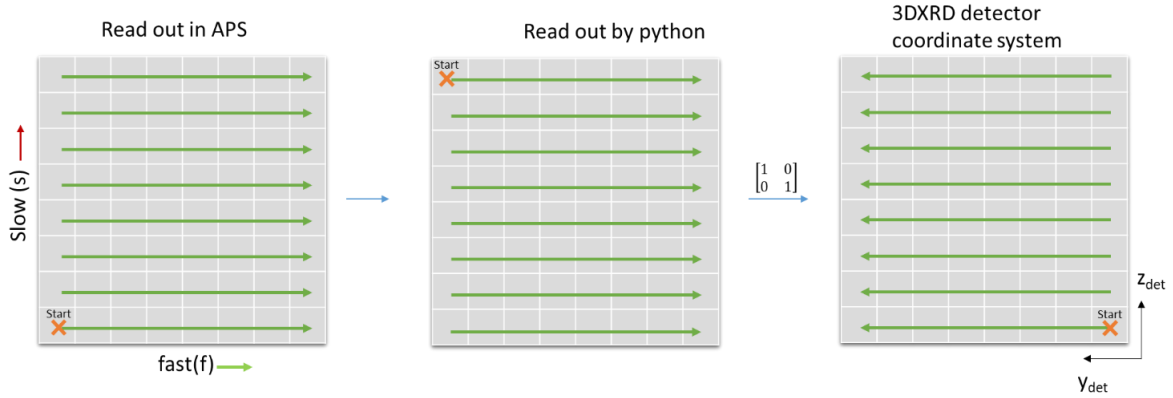 Read out in APS
Read out by python
3DXRD detector
coordinate system
Start
Slow (s)
[1 0
0 1]
z_det
Start
Start
fast(f)
y_det